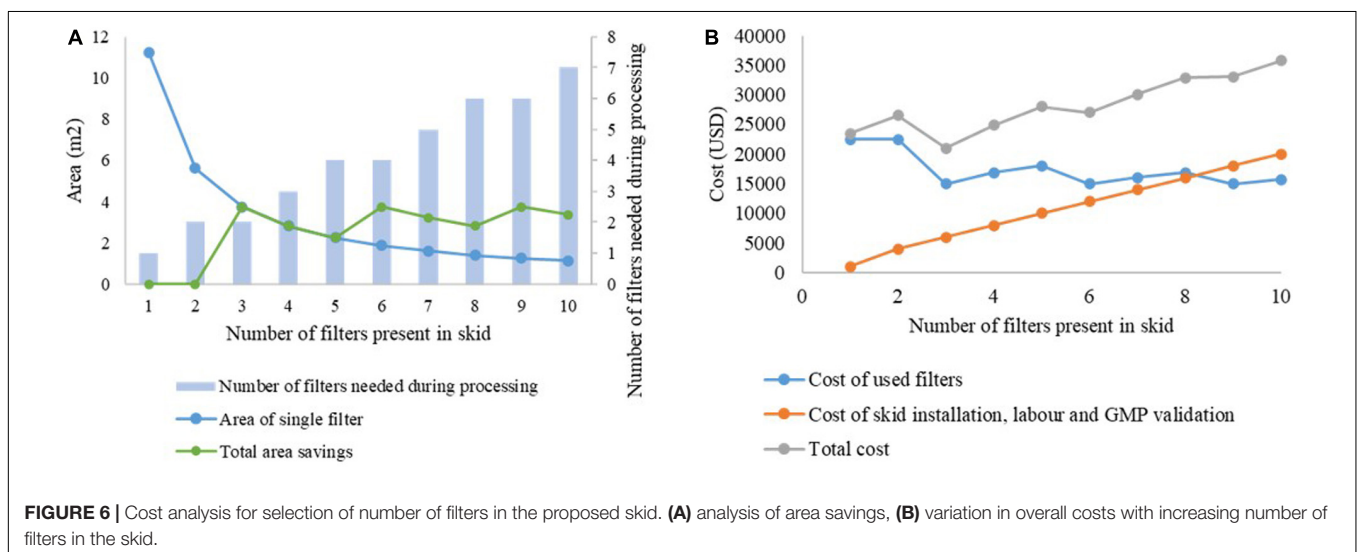 A
12
10
8
6
4
2
0
Area (m2)
8
7
6
5
4
3
2
1
0
Number of filters needed during processing
1 2 3 4 5 6 7 8 9 10
Number of filters present in skid
Number of filters needed during processing
Area of single filter
Total area savings
B
40000
35000
30000
25000
20000
15000
10000
5000
0
Cost (USD)
0 2 4 6 8 10
Number of filters present in skid
Cost of used filters
Cost of skid installation, labour and GMP validation
Total cost
FIGURE 6 | Cost analysis for selection of number of filters in the proposed skid. (A) analysis of area savings, (B) variation in overall costs with increasing number of
filters in the skid.